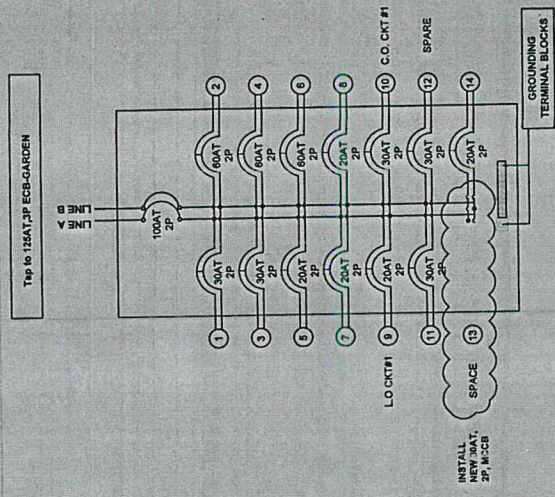 Tap to 125AT,3P ECB-GARDEN
LINE A LINE B
100AT
2P
1 30AT 60AT 2
2P 2P
3 30AT 60AT 4
2P 2P
5 20AT 60AT 6
2P 2P
7 20AT 20AT 8
2P 2P
L.O CKT#1 9 20AT 30AT 10 C.O. CKT #1
2P 2P
11 30AT 30AT 12 SPARE
2P 2P
SPACE 13 20AT 14
2P
INSTALL
NEW 30AT,
2P, MCCB
GROUNDING
TERMINAL BLOCKS